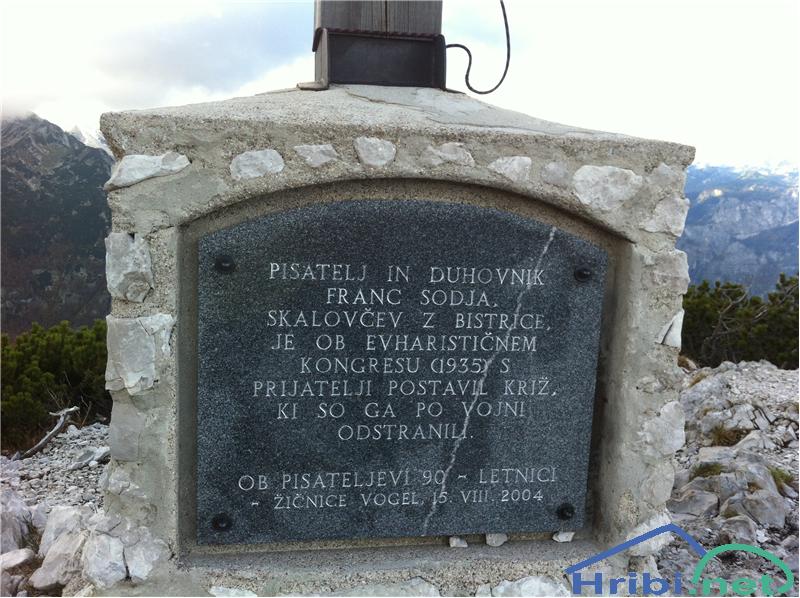 PISATELJ IN DUHOVNIK
FRANC SODJA,
SKALOVČEV Z BISTRICE,
JE OB EVHARISTIČNEM
KONGRESU (1935) S
PRIJATELJI POSTAVIL KRIŽ,
KI SO GA PO VOJNI
ODSTRANILI.
OB PISATELJEVI 90 - LETNICI
- ŽIČNICE VOGEL, 15. VIII. 2004
Hribi.net